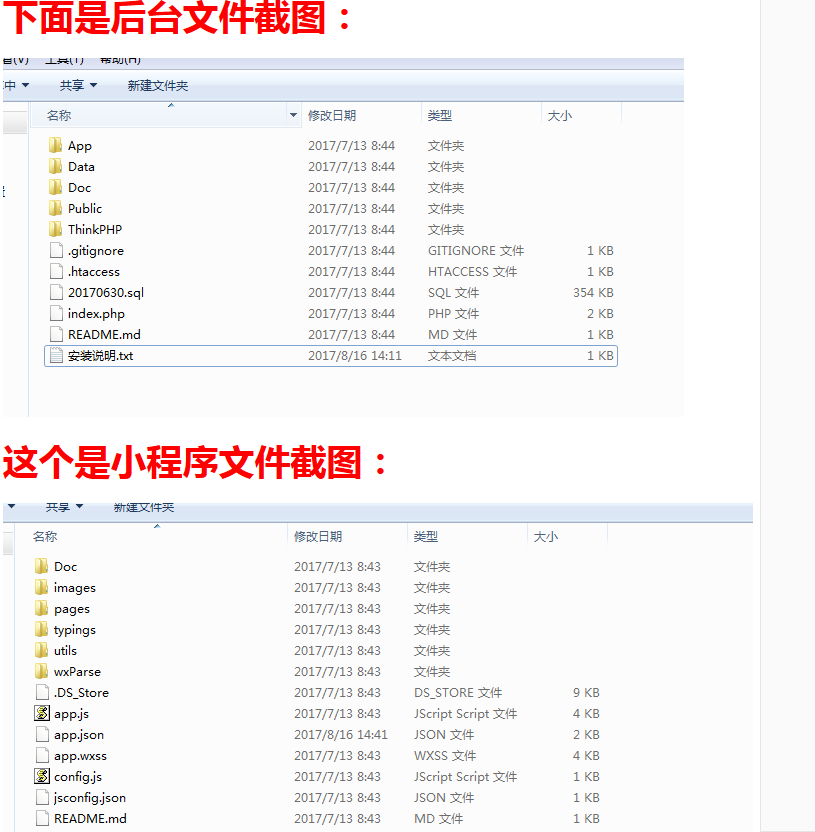 下面是后台文件截图：
看(V) 工具(T) 帮助(H)
中 共享 新建文件夹
名称 修改日期 类型 大小
App 2017/7/13 8:44 文件夹
Data 2017/7/13 8:44 文件夹
Doc 2017/7/13 8:44 文件夹
Public 2017/7/13 8:44 文件夹
ThinkPHP 2017/7/13 8:44 文件夹
.gitignore 2017/7/13 8:44 GITIGNORE 文件 1 KB
.htaccess 2017/7/13 8:44 HTACCESS 文件 1 KB
20170630.sql 2017/7/13 8:44 SQL 文件 354 KB
index.php 2017/7/13 8:44 PHP 文件 2 KB
README.md 2017/7/13 8:44 MD 文件 1 KB
安装说明.txt 2017/8/16 14:11 文本文档 1 KB
这个是小程序文件截图：
共享 新建文件夹
名称 修改日期 类型 大小
Doc 2017/7/13 8:43 文件夹
images 2017/7/13 8:43 文件夹
pages 2017/7/13 8:43 文件夹
typings 2017/7/13 8:43 文件夹
utils 2017/7/13 8:43 文件夹
wxParse 2017/7/13 8:43 文件夹
.DS_Store 2017/7/13 8:43 DS_STORE 文件 9 KB
app.js 2017/7/13 8:43 JScript Script 文件 4 KB
app.json 2017/8/16 14:41 JSON 文件 2 KB
app.wxss 2017/7/13 8:43 WXSS 文件 4 KB
config.js 2017/7/13 8:43 JScript Script 文件 1 KB
jsconfig.json 2017/7/13 8:43 JSON 文件 1 KB
README.md 2017/7/13 8:43 MD 文件 1 KB